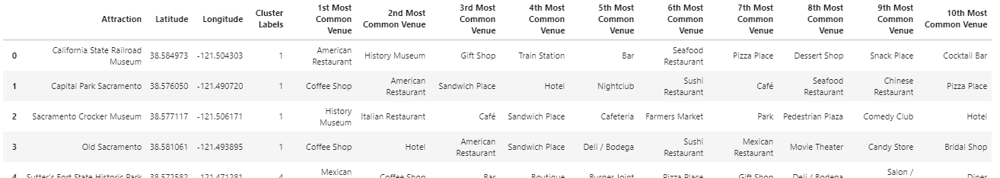 Attraction Latitude Longitude Cluster Labels 1st Most Common Venue 2nd Most Common Venue 3rd Most Common Venue 4th Most Common Venue 5th Most Common Venue 6th Most Common Venue 7th Most Common Venue 8th Most Common Venue 9th Most Common Venue 10th Most Common Venue
0 California State Railroad Museum 38.584973 -121.504303 1 American Restaurant History Museum Gift Shop Train Station Bar Seafood Restaurant Pizza Place Dessert Shop Snack Place Cocktail Bar
1 Capital Park Sacramento 38.576050 -121.490720 1 Coffee Shop American Restaurant Sandwich Place Hotel Nightclub Sushi Restaurant Café Seafood Restaurant Chinese Restaurant Pizza Place
2 Sacramento Crocker Museum 38.577117 -121.506171 1 History Museum Italian Restaurant Café Sandwich Place Cafeteria Farmers Market Park Pedestrian Plaza Comedy Club Hotel
3 Old Sacramento 38.581061 -121.493895 1 Coffee Shop Hotel American Restaurant Sandwich Place Deli / Bodega Sushi Restaurant Mexican Restaurant Movie Theater Candy Store Bridal Shop
4 Sutter's Fort State Historic Park 38.572582 -121.471281 4 Mexican Coffee Shop Bar Boutique Burger Joint Pizza Place Gift Shop Deli / Bodega Salon / Diner